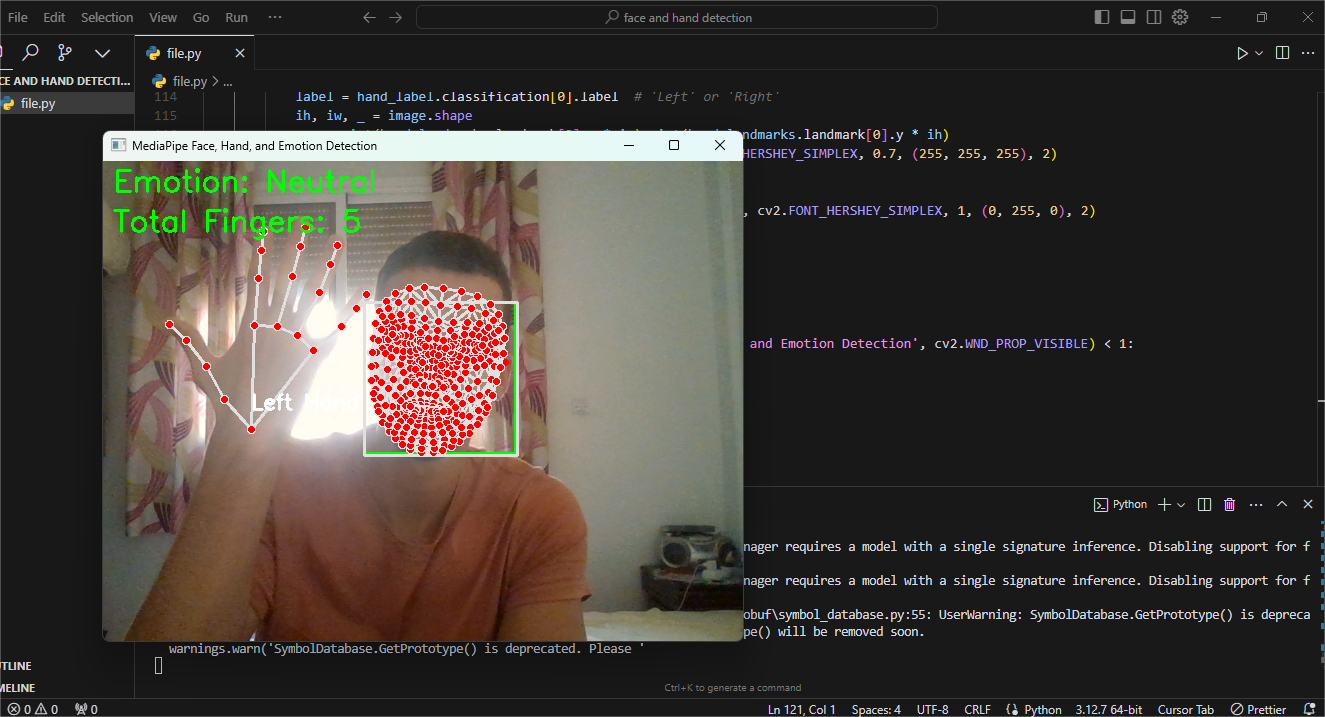 File Edit Selection View Go Run ··· face and hand detection
file.py
CE AND HAND DETECTI...
file.py > ...
file.py
114 label = hand_label.classification[0].label # `Left` or `Right`
115 ih, iw, _ = image.shape
ndmarks.landmark[0].y * ih)
HERSHEY_SIMPLEX, 0.7, (255, 255, 255), 2)
, cv2.FONT_HERSHEY_SIMPLEX, 1, (0, 255, 0), 2)
and Emotion Detection', cv2.WND_PROP_VISIBLE) < 1:
MediaPipe Face, Hand, and Emotion Detection
Emotion: Neutral
Total Fingers: 5
Left Hand
Python
nager requires a model with a single signature inference. Disabling support for f
nager requires a model with a single signature inference. Disabling support for f
obuf\symbol_database.py:55: UserWarning: SymbolDatabase.GetPrototype() is depreca
pe() will be removed soon.
warnings.warn('SymbolDatabase.GetPrototype() is deprecated. Please '
Ctrl+K to generate a command
UTLINE
MELINE
0 0 0 Ln 121, Col 1 Spaces: 4 UTF-8 CRLF Python 3.12.7 64-bit Cursor Tab Prettier